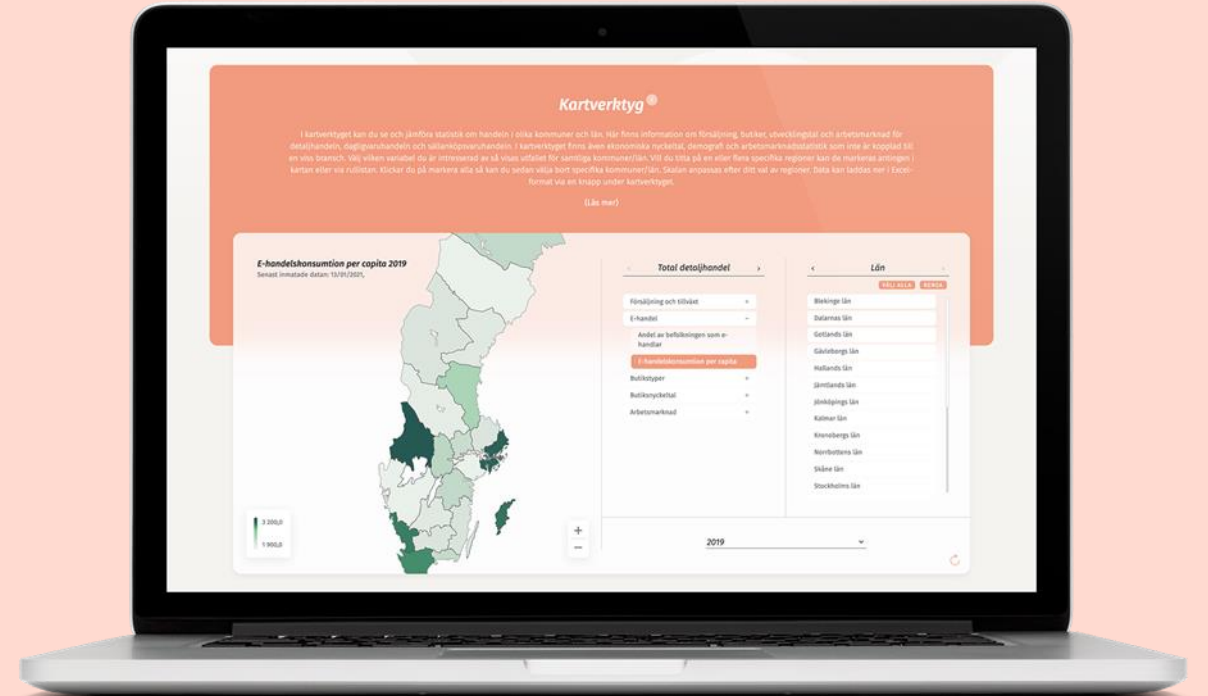 Kartverktyg
I kartverktyget kan du se och jämföra statistik om handeln i olika kommuner och län. Här finns information om försäljning, butiker, utvecklingstal och arbetsmarknad för
detaljhandeln, dagligvaruhandeln och sällanköpsvaruhandeln. I kartverktyget finns även ekonomiska nyckeltal, demografi och arbetsmarknadsstatistik som inte är kopplad till
en viss bransch. Välj vilken variabel du är intresserad av så visas utfallet för samtliga kommuner/län. Vill du titta på en eller flera specifika regioner kan de markeras antingen i
kartan eller via rullistan. Klickar du på markera alla så kan du sedan välja bort specifika kommuner/län. Skalan anpassas efter ditt val av regioner. Data kan laddas ner i Excel-
format via en knapp under kartverktyget.
(Läs mer)
E-handelskonsumtion per capita 2019
Senast inmatade datan: 13/01/2021,
3 200,0
1 900,0
+
−
‹ Total detaljhandel ›
Försäljning och tillväxt +
E-handel −
Andel av befolkningen som e-
handlar
E-handelskonsumtion per capita
Butikstyper +
Butiksnyckeltal +
Arbetsmarknad +
‹ Län ›
VÄLJ ALLA RENSA
Blekinge län
Dalarnas län
Gotlands län
Gävleborgs län
Hallands län
Jämtlands län
Jönköpings län
Kalmar län
Kronobergs län
Norrbottens län
Skåne län
Stockholms län
2019